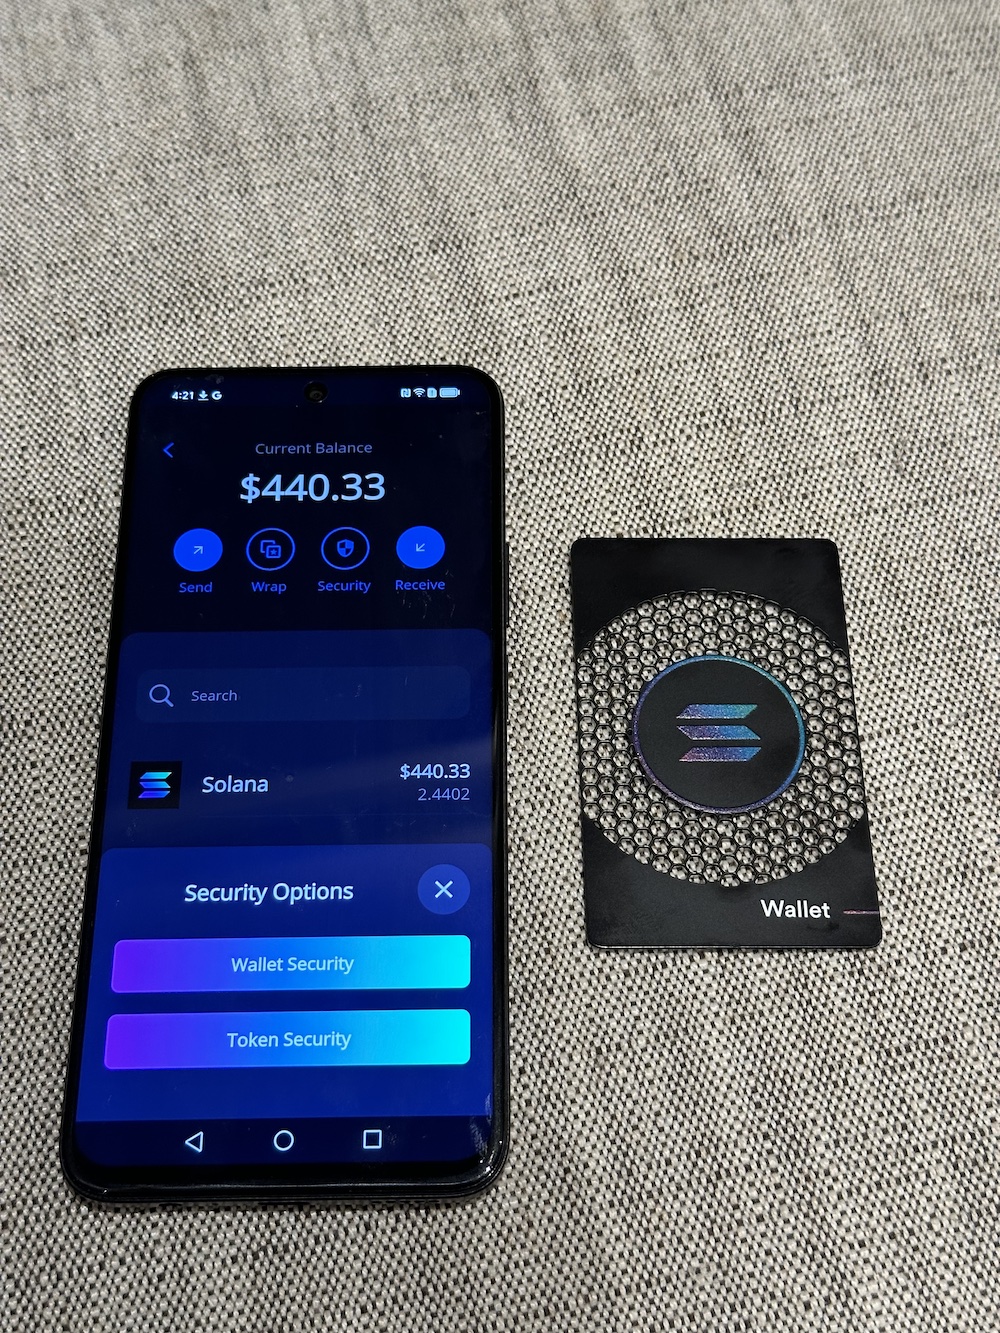 4:21
Current Balance
$440.33
Send Wrap Security Receive
Search
Solana $440.33
2.4402
Security Options
Wallet Security
Token Security
Wallet